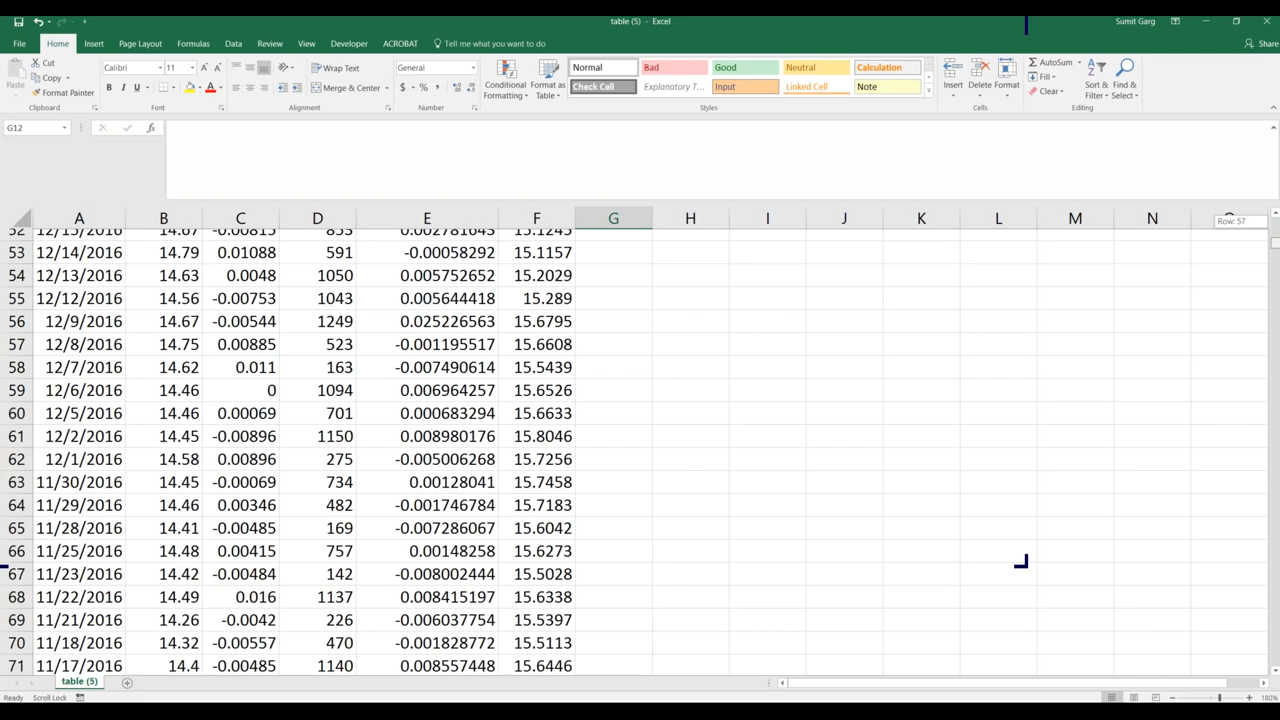 table (5) - Excel
Sumit Garg
File Home Insert Page Layout Formulas Data Review View Developer ACROBAT Tell me what you want to do Share
Paste Cut Copy Format Painter Clipboard
Calibri 11 B I U A Font
Wrap Text Merge & Center Alignment
General $ % , Number
Conditional Formatting Format as Table
Normal Bad Good Neutral Calculation
Check Cell Explanatory T... Input Linked Cell Note
Styles
Insert Delete Format Cells
AutoSum Fill Clear Sort & Filter Find & Select Editing
G12 fx
A B C D E F G H I J K L M N
Row: 57
52 12/15/2016 14.67 -0.00815 853 0.002781645 15.1245
53 12/14/2016 14.79 0.01088 591 -0.00058292 15.1157
54 12/13/2016 14.63 0.0048 1050 0.005752652 15.2029
55 12/12/2016 14.56 -0.00753 1043 0.005644418 15.289
56 12/9/2016 14.67 -0.00544 1249 0.025226563 15.6795
57 12/8/2016 14.75 0.00885 523 -0.001195517 15.6608
58 12/7/2016 14.62 0.011 163 -0.007490614 15.5439
59 12/6/2016 14.46 0 1094 0.006964257 15.6526
60 12/5/2016 14.46 0.00069 701 0.000683294 15.6633
61 12/2/2016 14.45 -0.00896 1150 0.008980176 15.8046
62 12/1/2016 14.58 0.00896 275 -0.005006268 15.7256
63 11/30/2016 14.45 -0.00069 734 0.00128041 15.7458
64 11/29/2016 14.46 0.00346 482 -0.001746784 15.7183
65 11/28/2016 14.41 -0.00485 169 -0.007286067 15.6042
66 11/25/2016 14.48 0.00415 757 0.00148258 15.6273
67 11/23/2016 14.42 -0.00484 142 -0.008002444 15.5028
68 11/22/2016 14.49 0.016 1137 0.008415197 15.6338
69 11/21/2016 14.26 -0.0042 226 -0.006037754 15.5397
70 11/18/2016 14.32 -0.00557 470 -0.001828772 15.5113
71 11/17/2016 14.4 -0.00485 1140 0.008557448 15.6446
table (5)
Ready Scroll Lock 180%